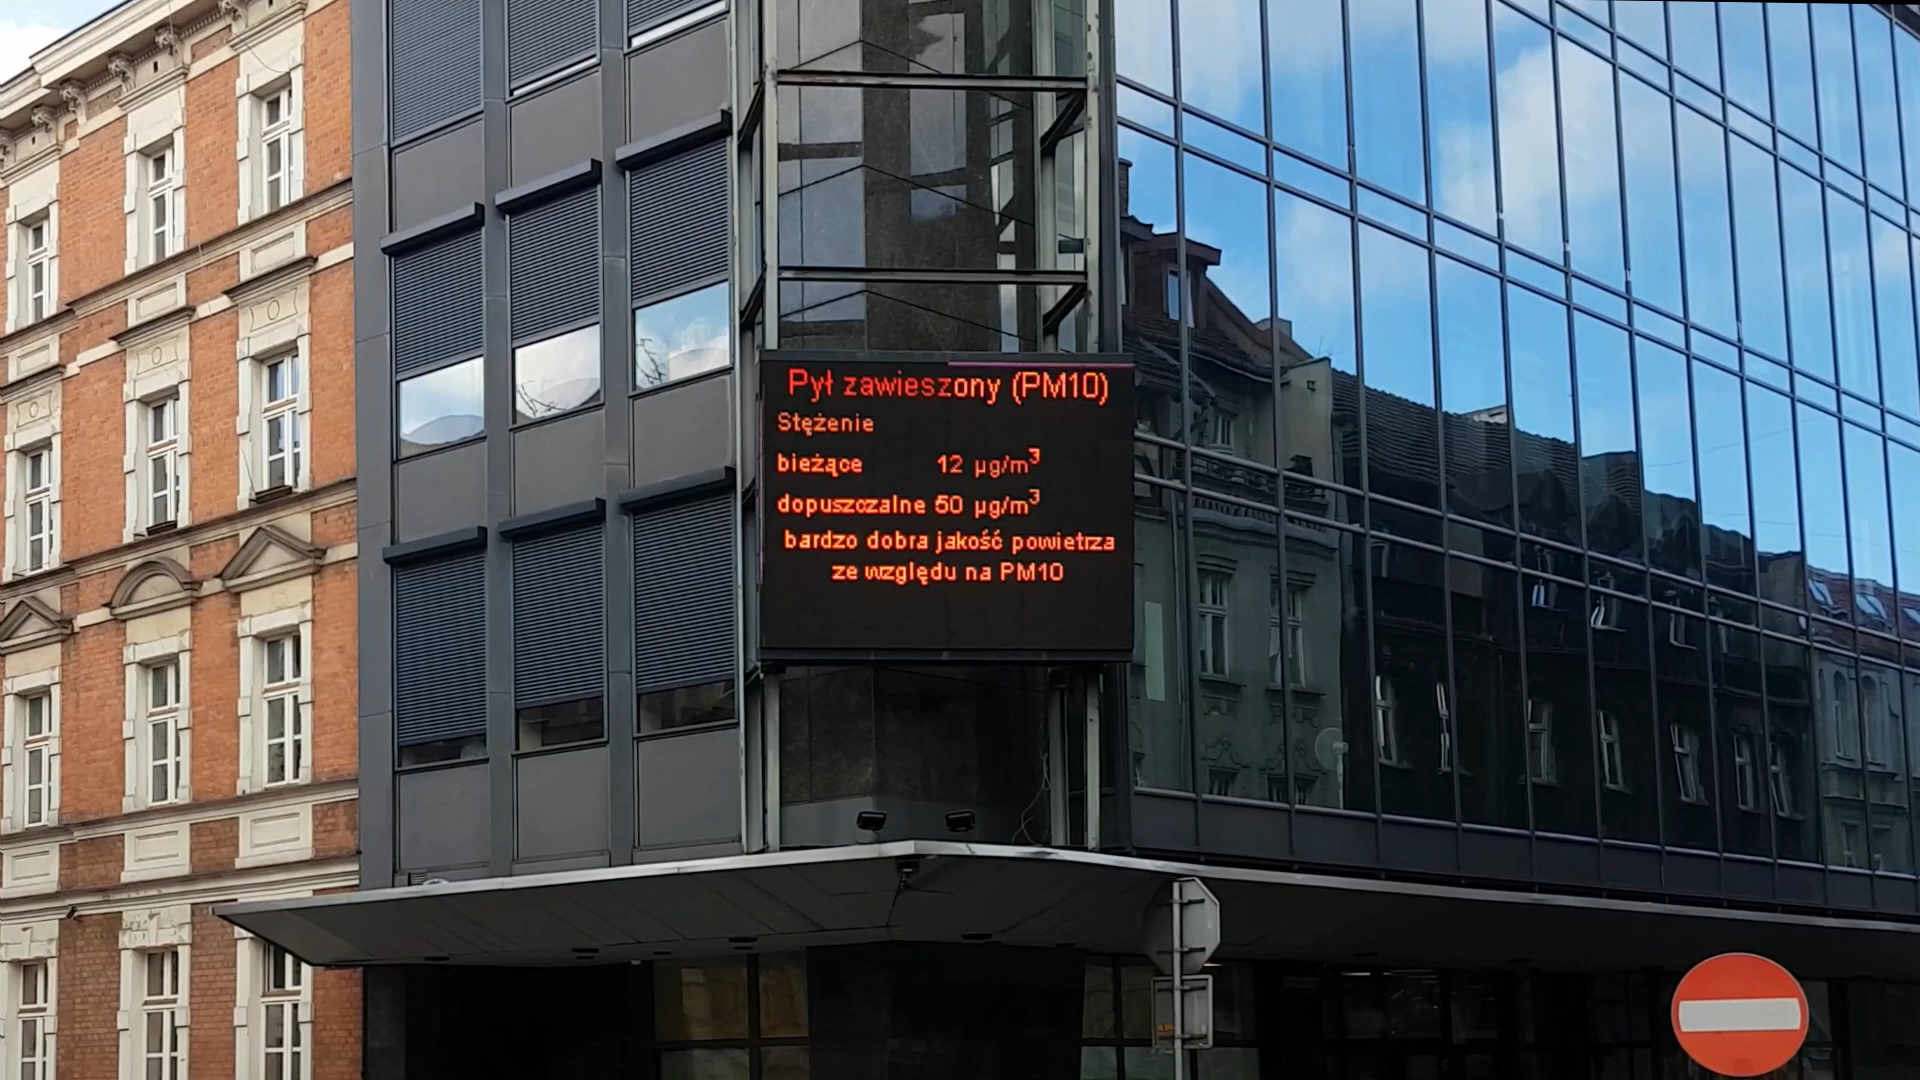 Pył zawieszony (PM10)
Stężenie
bieżące 12 µg/m³
dopuszczalne 50 µg/m³
bardzo dobra jakość powietrza
ze względu na PM10